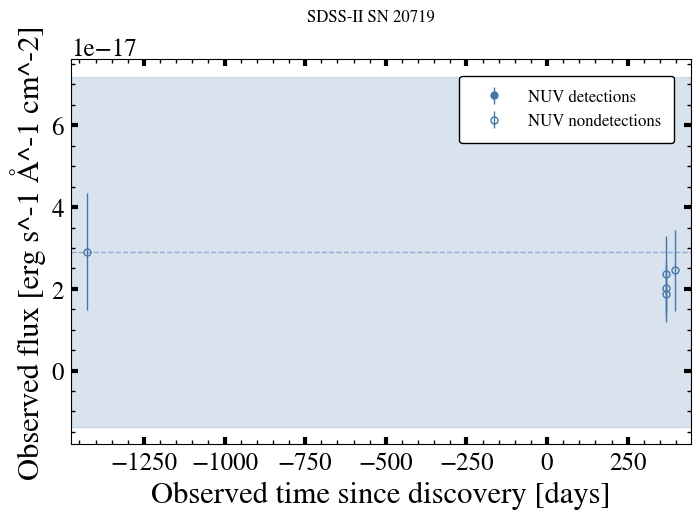 SDSS-II SN 20719
1e−17
NUV detections
NUV nondetections
6
4
2
0
Observed flux [erg s^-1 Å^-1 cm^-2]
−1250 −1000 −750 −500 −250 0 250
Observed time since discovery [days]